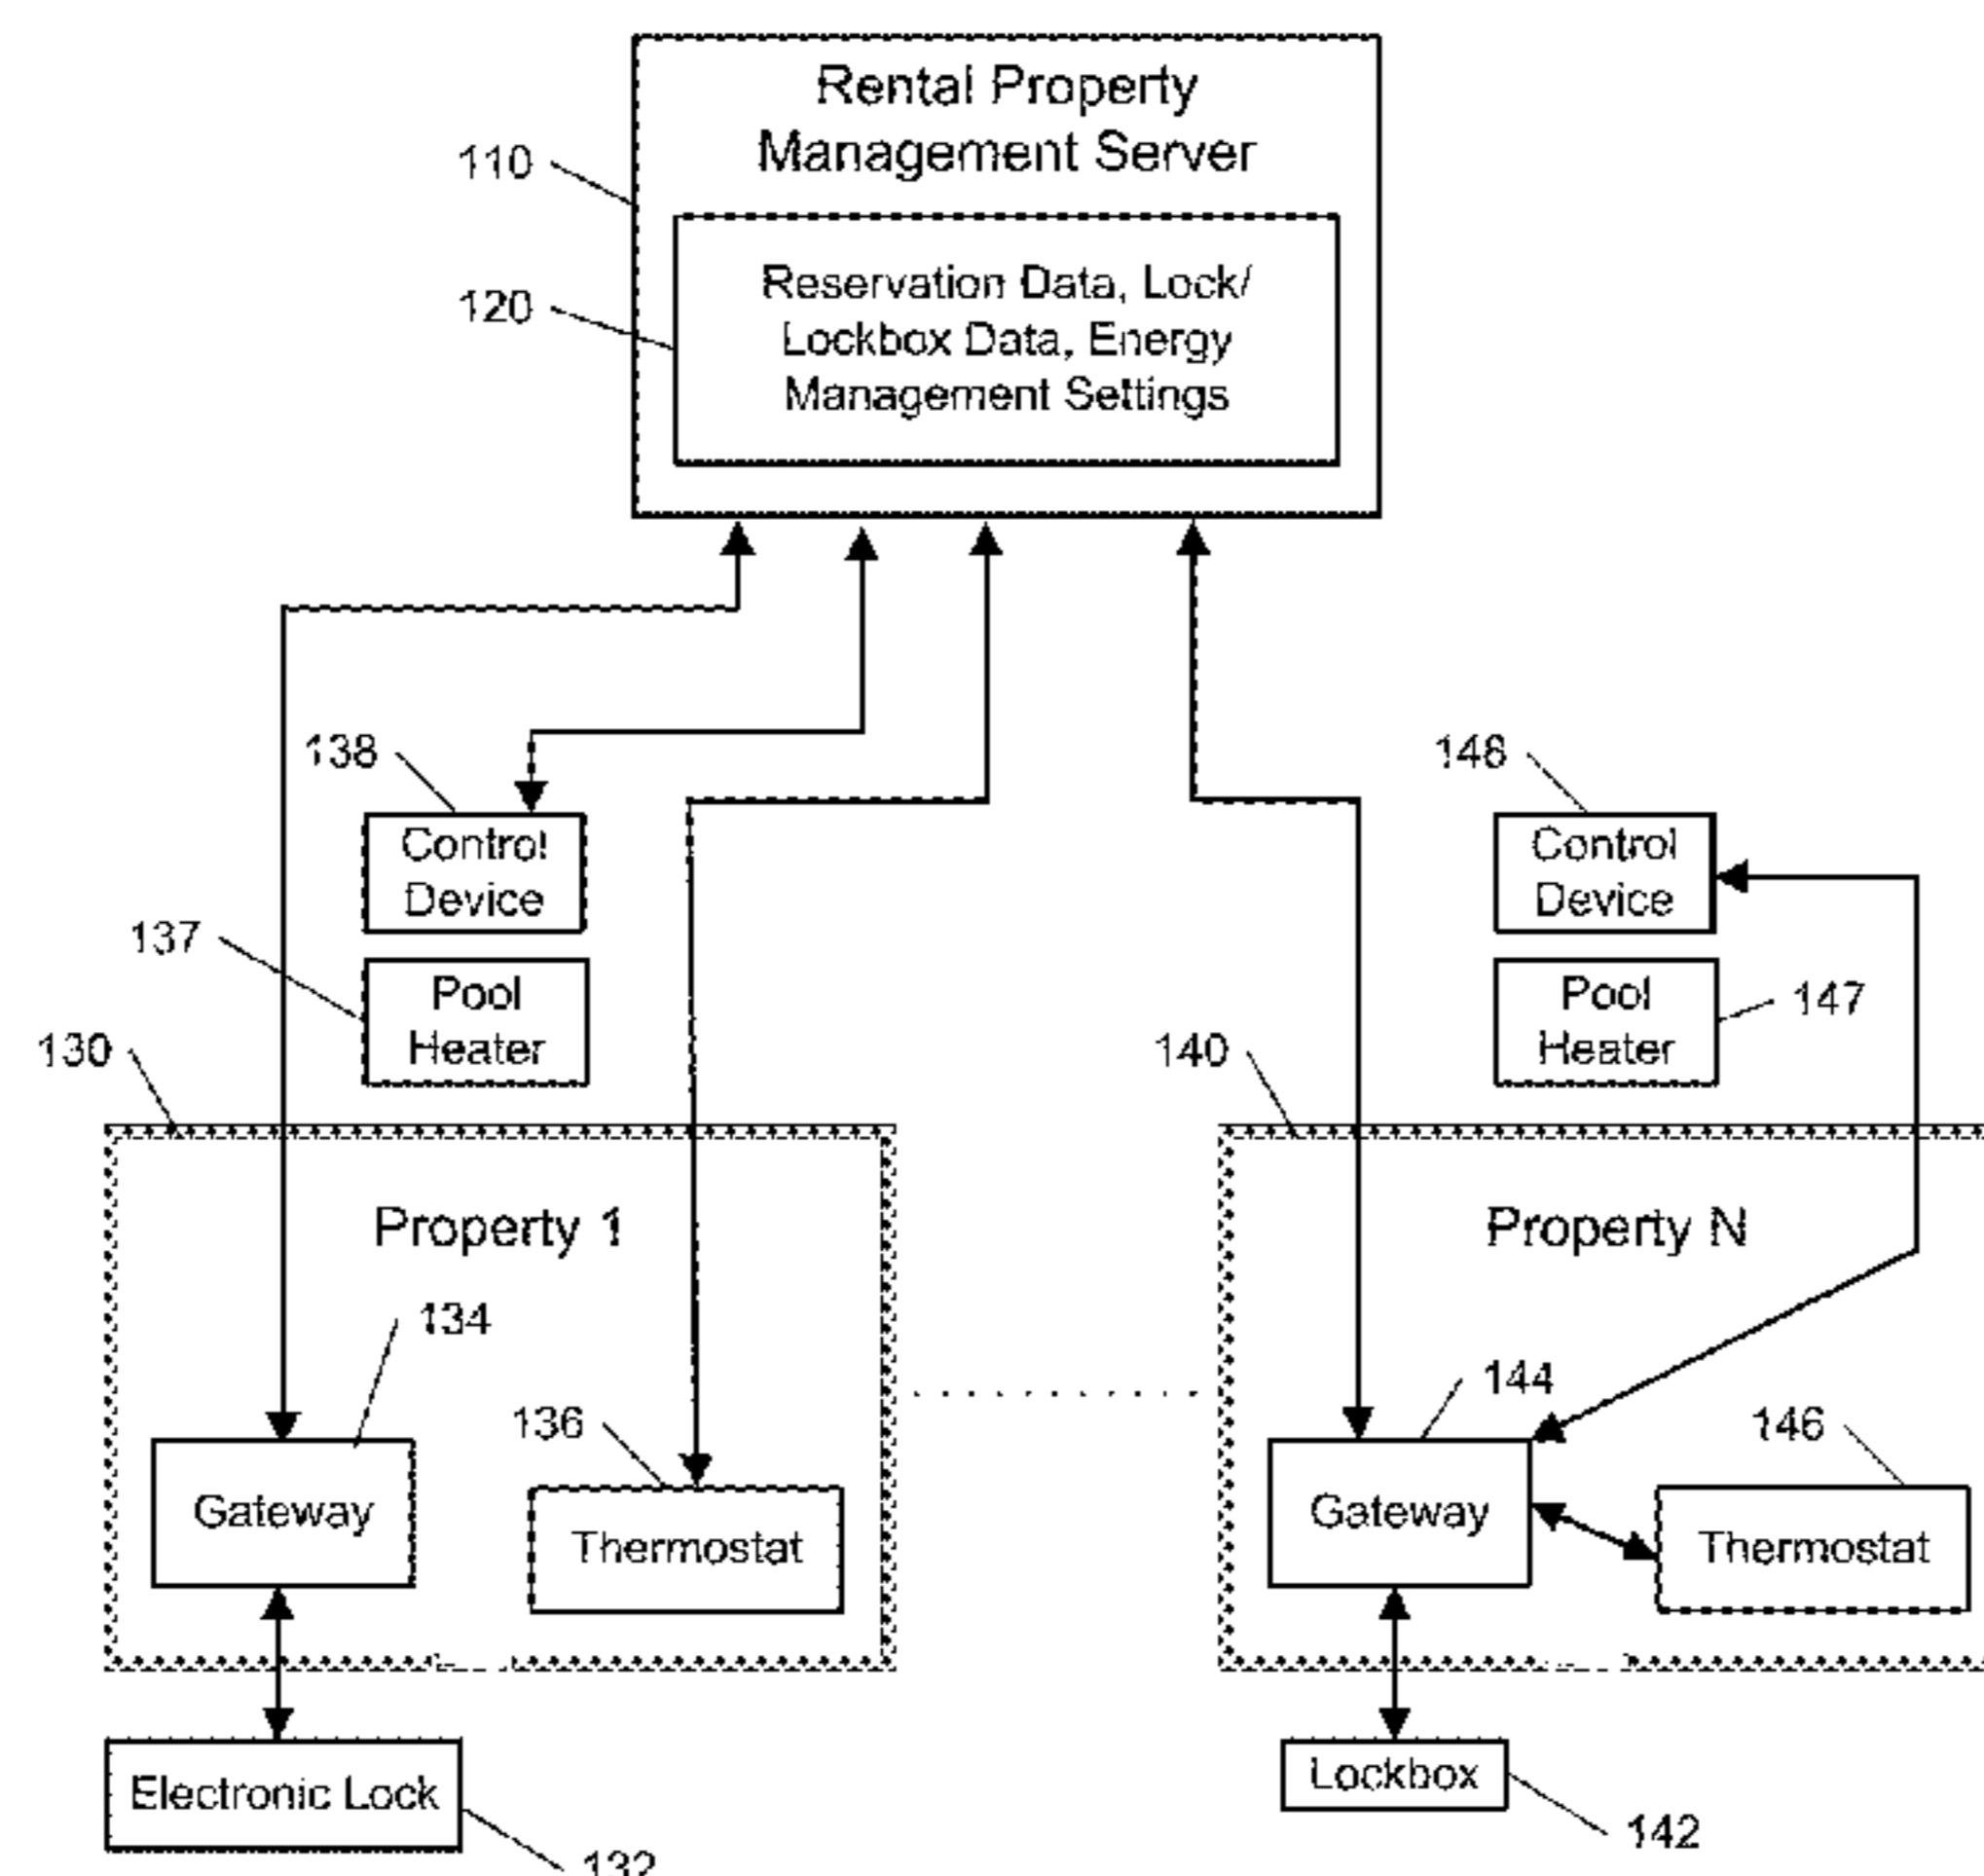 Rental Property
Management Server
110
Reservation Data, Lock/
Lockbox Data, Energy
Management Settings
120
138
Control
Device
148
Control
Device
137
Pool
Heater
Pool
Heater
147
130
140
Property 1
Property N
134
136
144
146
Gateway
Thermostat
Gateway
Thermostat
Electronic Lock
132
Lockbox
142